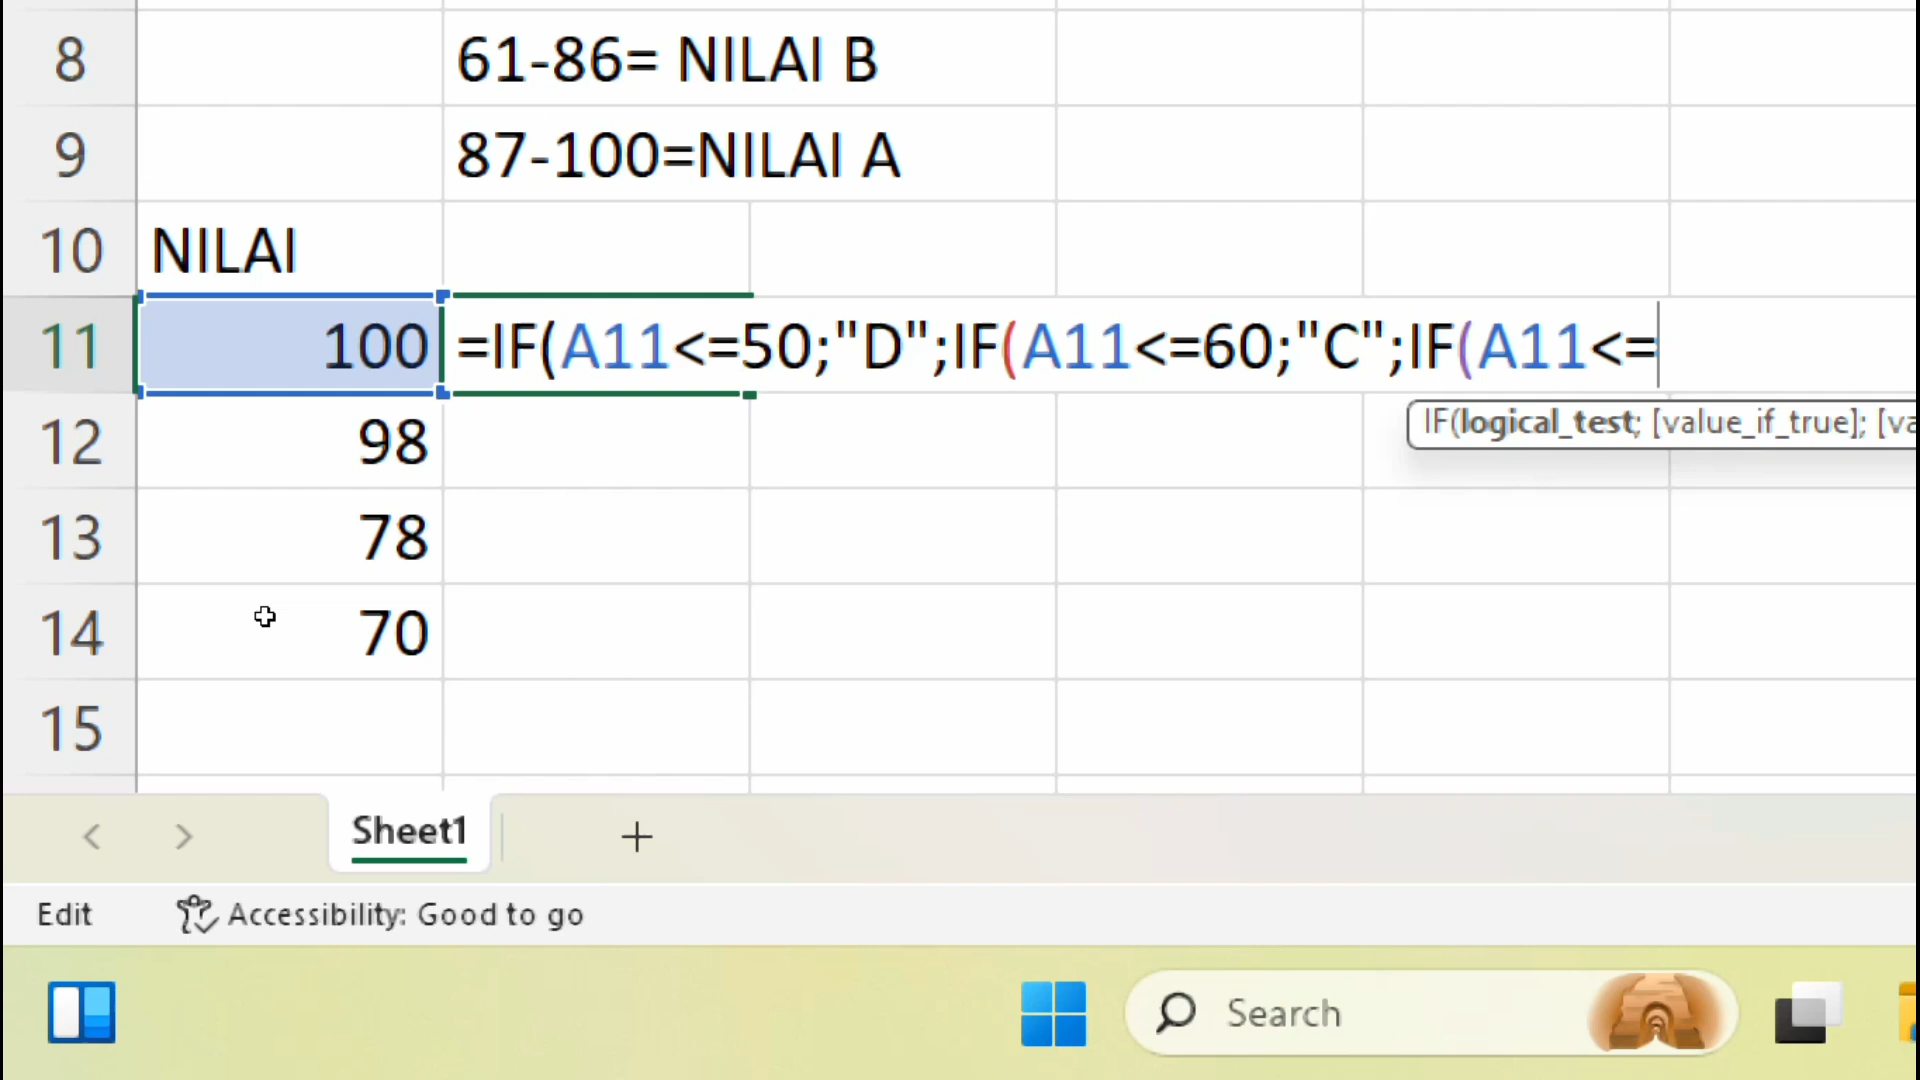 8 61-86= NILAI B
9 87-100=NILAI A
10 NILAI
11 100 =IF(A11<=50;"D";IF(A11<=60;"C";IF(A11<=
IF(logical_test; [value_if_true]; [va
12 98
13 78
14 70
15
Sheet1
Edit Accessibility: Good to go
Search